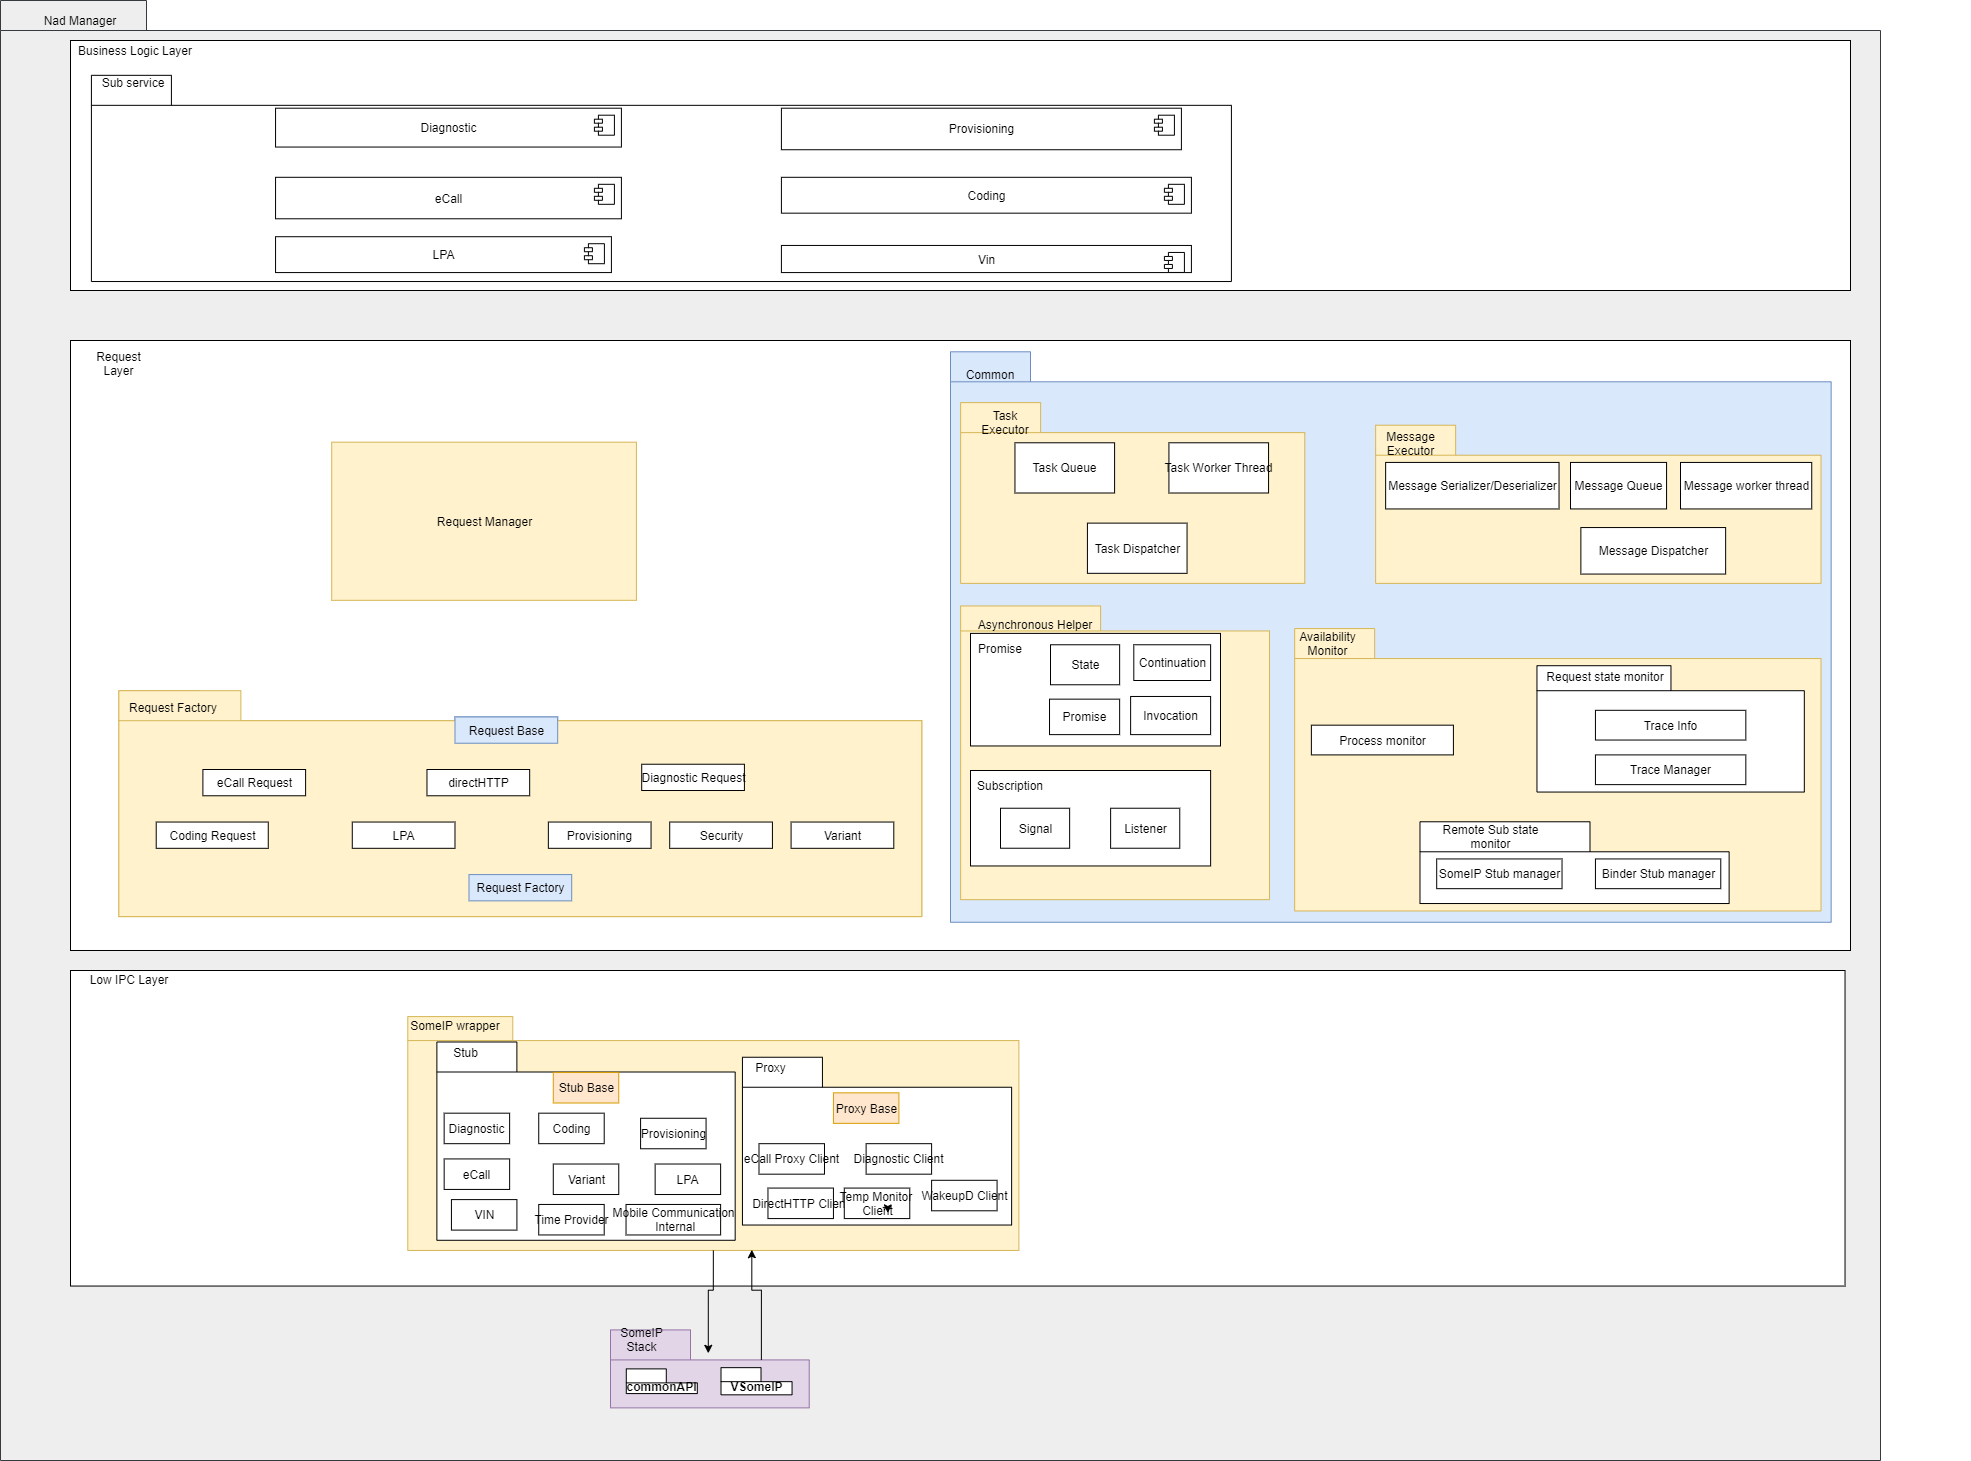 Nad Manager
Business Logic Layer
Sub service
Diagnostic
Provisioning
eCall
Coding
LPA
Vin
Request
Layer
Common
Task
Executor
Task Queue
Task Worker Thread
Task Dispatcher
Message
Executor
Message Serializer/Deserializer
Message Queue
Message worker thread
Message Dispatcher
Request Manager
Asynchronous Helper
Promise
State
Continuation
Promise
Invocation
Subscription
Signal
Listener
Availability
Monitor
Request state monitor
Trace Info
Trace Manager
Process monitor
Remote Sub state
monitor
SomeIP Stub manager
Binder Stub manager
Request Factory
Request Base
eCall Request
directHTTP
Diagnostic Request
Coding Request
LPA
Provisioning
Security
Variant
Request Factory
Low IPC Layer
SomeIP wrapper
Stub
Stub Base
Diagnostic
Coding
Provisioning
eCall
Variant
LPA
VIN
Time Provider
Mobile Communication
Internal
Proxy
Proxy Base
eCall Proxy Client
Diagnostic Client
DirectHTTP Clien
Temp Monitor
Client
WakeupD Client
SomeIP
Stack
commonAPI
VSomeIP